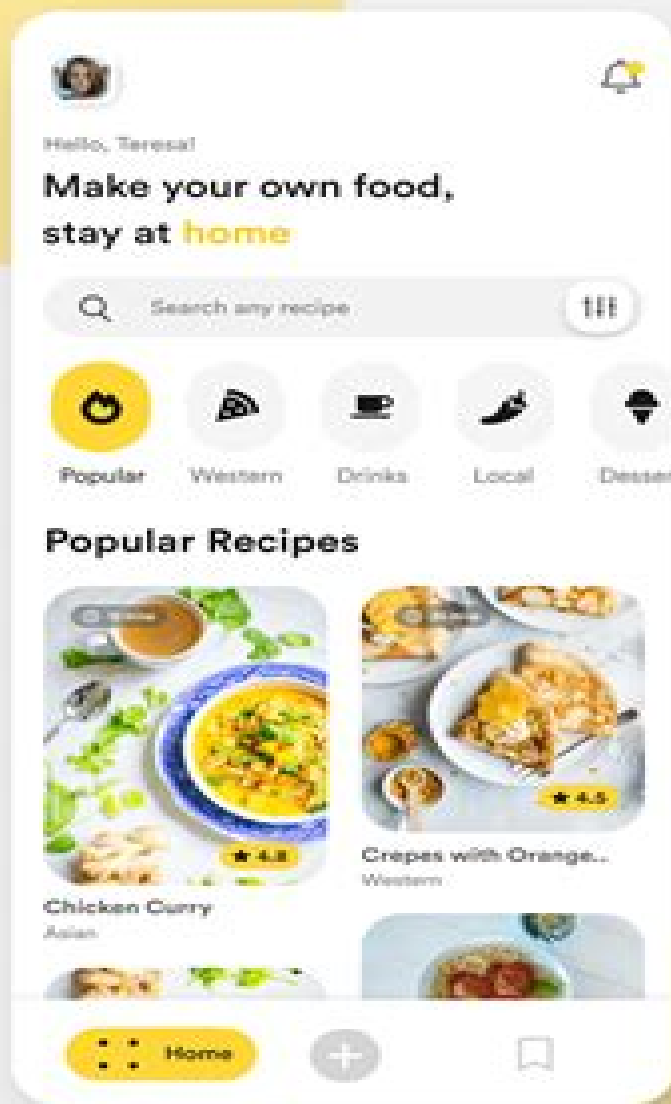 Hello, Teresa!
Make your own food,
stay at home
Search any recipe
Popular
Western
Drinks
Local
Desser
Popular Recipes
4.8
Chicken Curry
Asian
4.5
Crepes with Orange...
Western
Home